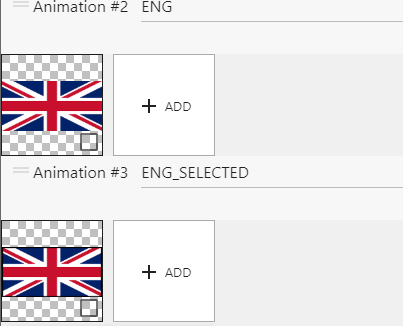 Animation #2 ENG
ADD
Animation #3 ENG_SELECTED
ADD